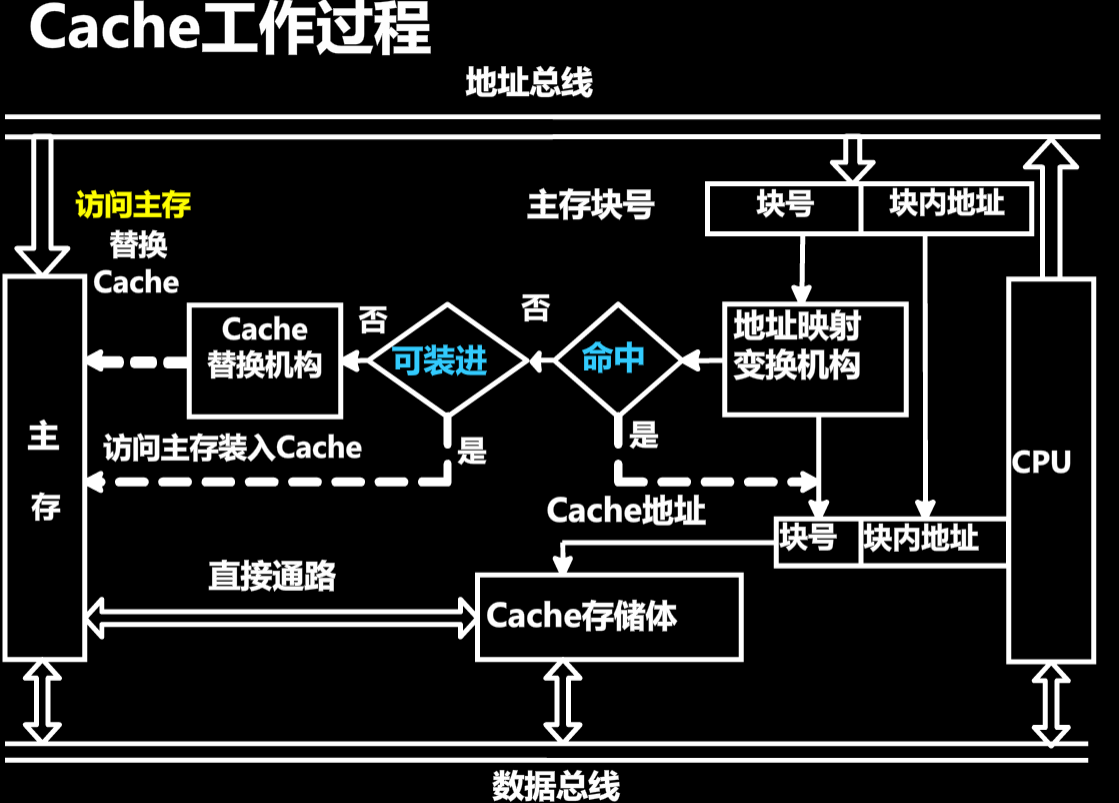 Cache工作过程
地址总线
访问主存
替换
Cache
主存块号
块号
块内地址
Cache
替换机构
否
可装进
否
命中
地址映射
变换机构
主
存
访问主存装入Cache
是
是
CPU
Cache地址
块号
块内地址
直接通路
Cache存储体
数据总线